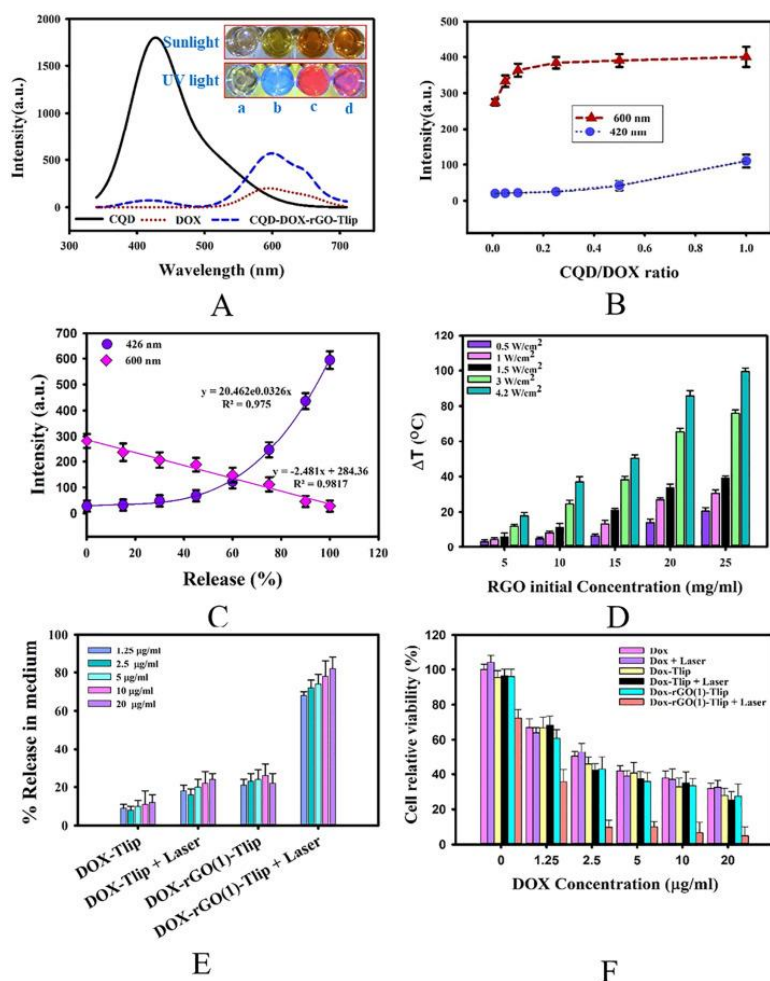 2000
1800
1500
1000
500
0
300 400 500 600 700
Intensity(a.u.)
Wavelength (nm)
Sunlight
UV light
a b c d
CQD DOX CQD-DOX-rGO-Tlip
A
500
400
300
200
100
0
0.0 0.2 0.4 0.6 0.8 1.0
Intensity(a.u.)
CQD/DOX ratio
600 nm
420 nm
B
700
600
500
400
300
200
100
0
0 20 40 60 80 100 120
Intensity (a.u.)
Release (%)
426 nm
600 nm
y = 20.462e0.0326x
R² = 0.975
y = -2.481x + 284.36
R² = 0.9817
C
120
100
80
60
40
20
0
5 10 15 20 25
ΔT (OC)
RGO initial Concentration (mg/ml)
0.5 W/cm2
1 W/cm2
1.5 W/cm2
3 W/cm2
4.2 W/cm2
D
100
80
60
40
20
0
% Release in medium
1.25 µg/ml
2.5 µg/ml
5 µg/ml
10 µg/ml
20 µg/ml
DOX-Tlip
DOX-Tlip + Laser
DOX-rGO(1)-Tlip
DOX-rGO(1)-Tlip + Laser
E
120
100
80
60
40
20
0
0 1.25 2.5 5 10 20
Cell relative viability (%)
DOX Concentration (µg/ml)
Dox
Dox + Laser
Dox-Tlip
Dox-Tlip + Laser
Dox-rGO(1)-Tlip
Dox-rGO(1)-Tlip + Laser
F